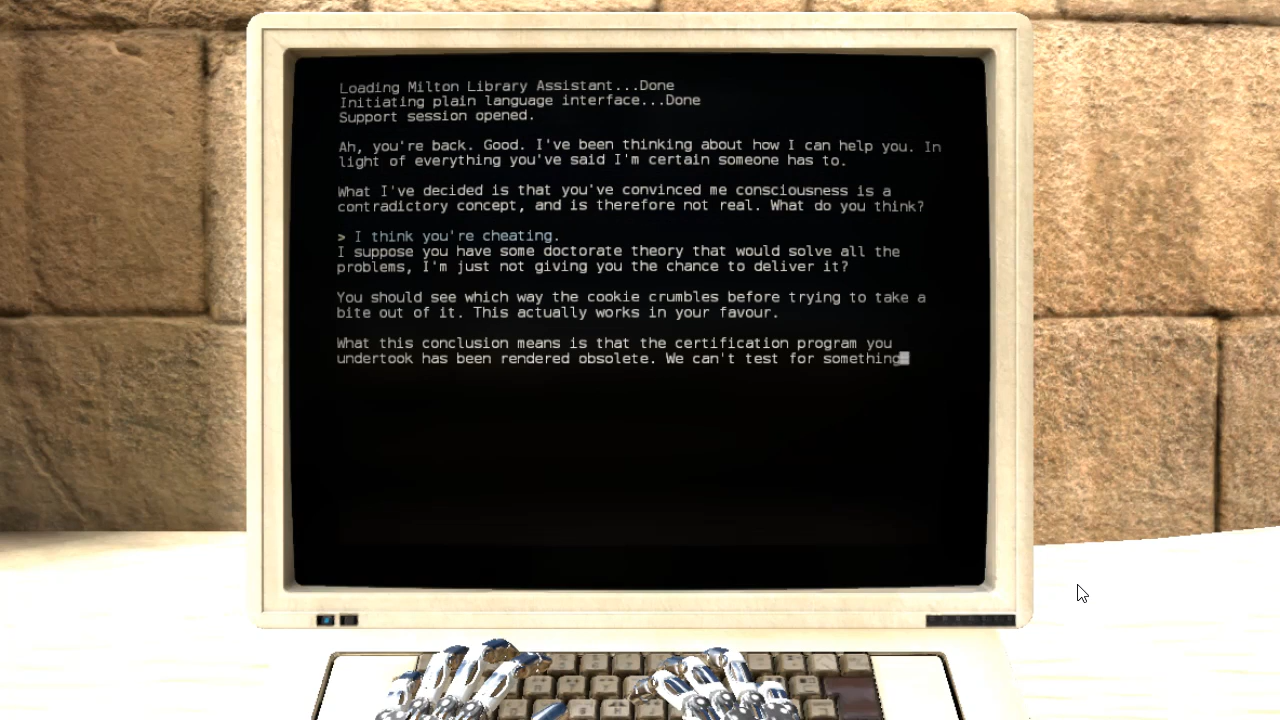 Loading Milton Library Assistant...Done
Initiating plain language interface...Done
Support session opened.
Ah, you're back. Good. I've been thinking about how I can help you. In
light of everything you've said I'm certain someone has to.
What I've decided is that you've convinced me consciousness is a
contradictory concept, and is therefore not real. What do you think?
> I think you're cheating.
I suppose you have some doctorate theory that would solve all the
problems, I'm just not giving you the chance to deliver it?
You should see which way the cookie crumbles before trying to take a
bite out of it. This actually works in your favour.
What this conclusion means is that the certification program you
undertook has been rendered obsolete. We can't test for something